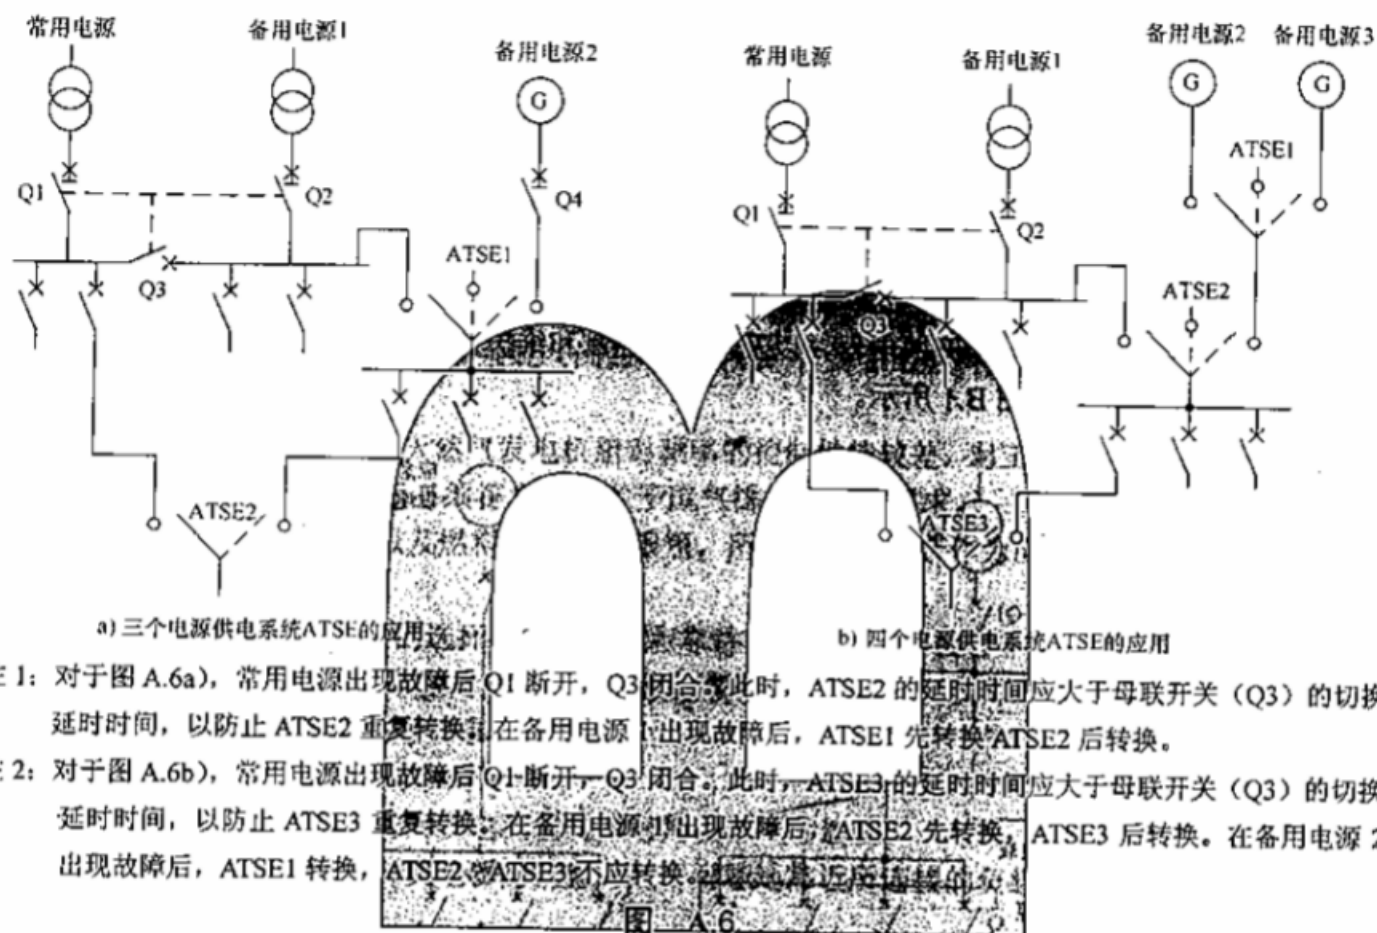 常用电源
备用电源1
备用电源2
常用电源
备用电源1
备用电源2
备用电源3
G
G
G
ATSE1
Q1
Q2
Q4
Q1
Q2
ATSE1
ATSE2
Q3
Q3
ATSE2
ATSE3
a) 三个电源供电系统ATSE的应用
b) 四个电源供电系统ATSE的应用
1：对于图 A.6a），常用电源出现故障后 Q1 断开，Q3 闭合。此时，ATSE2 的延时时间应大于母联开关（Q3）的切换
延时时间，以防止 ATSE2 重复转换。在备用电源 1 出现故障后，ATSE1 先转换 ATSE2 后转换。
2：对于图 A.6b），常用电源出现故障后 Q1 断开，Q3 闭合。此时，ATSE3 的延时时间应大于母联开关（Q3）的切换
延时时间，以防止 ATSE3 重复转换。在备用电源 1 出现故障后，ATSE2 先转换，ATSE3 后转换。在备用电源 2
出现故障后，ATSE1 转换，ATSE2、ATSE3 不应转换。
图 A.6